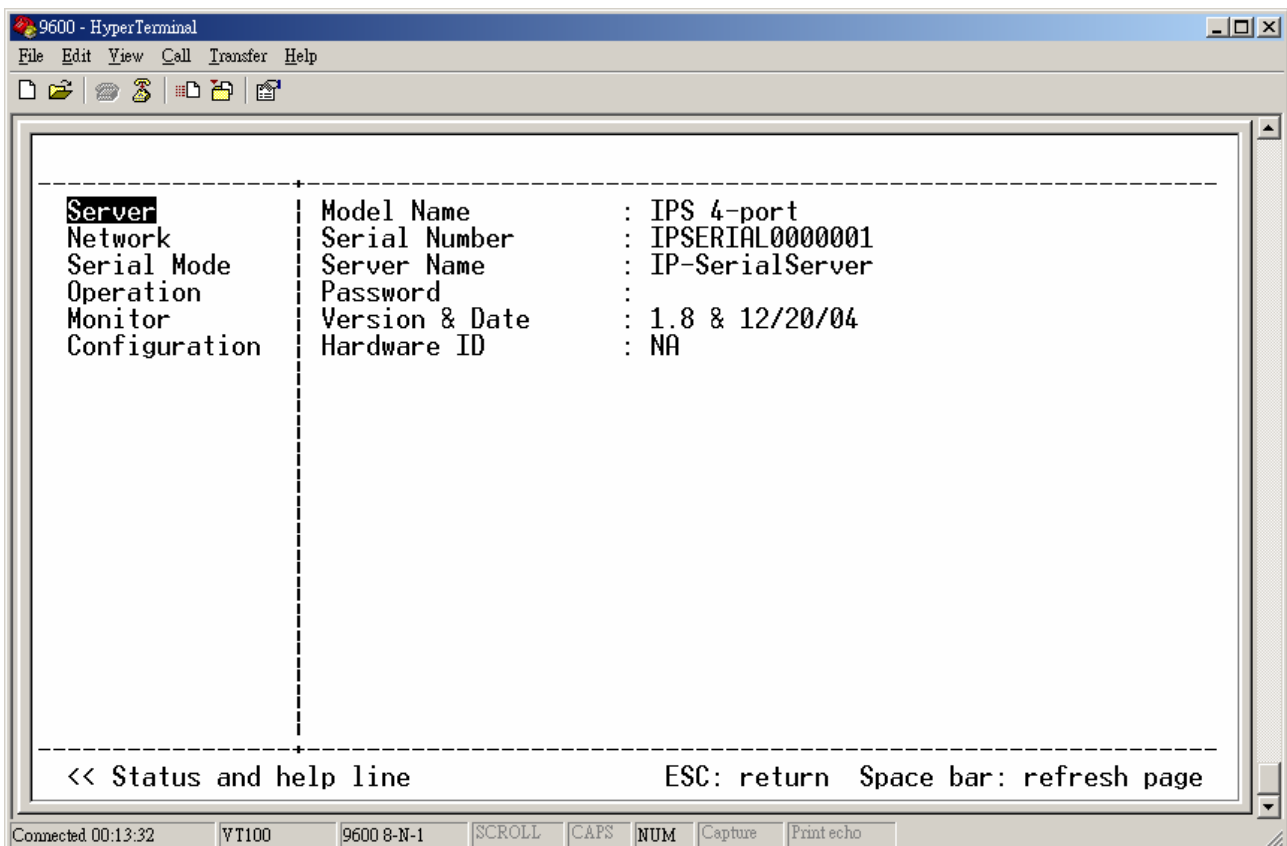 9600 - HyperTerminal
File Edit View Call Transfer Help
Server Model Name : IPS 4-port
Network Serial Number : IPSERIAL0000001
Serial Mode Server Name : IP-SerialServer
Operation Password :
Monitor Version & Date : 1.8 & 12/20/04
Configuration Hardware ID : NA
<< Status and help line ESC: return Space bar: refresh page
Connected 00:13:32 VT100 9600 8-N-1 SCROLL CAPS NUM Capture Print echo